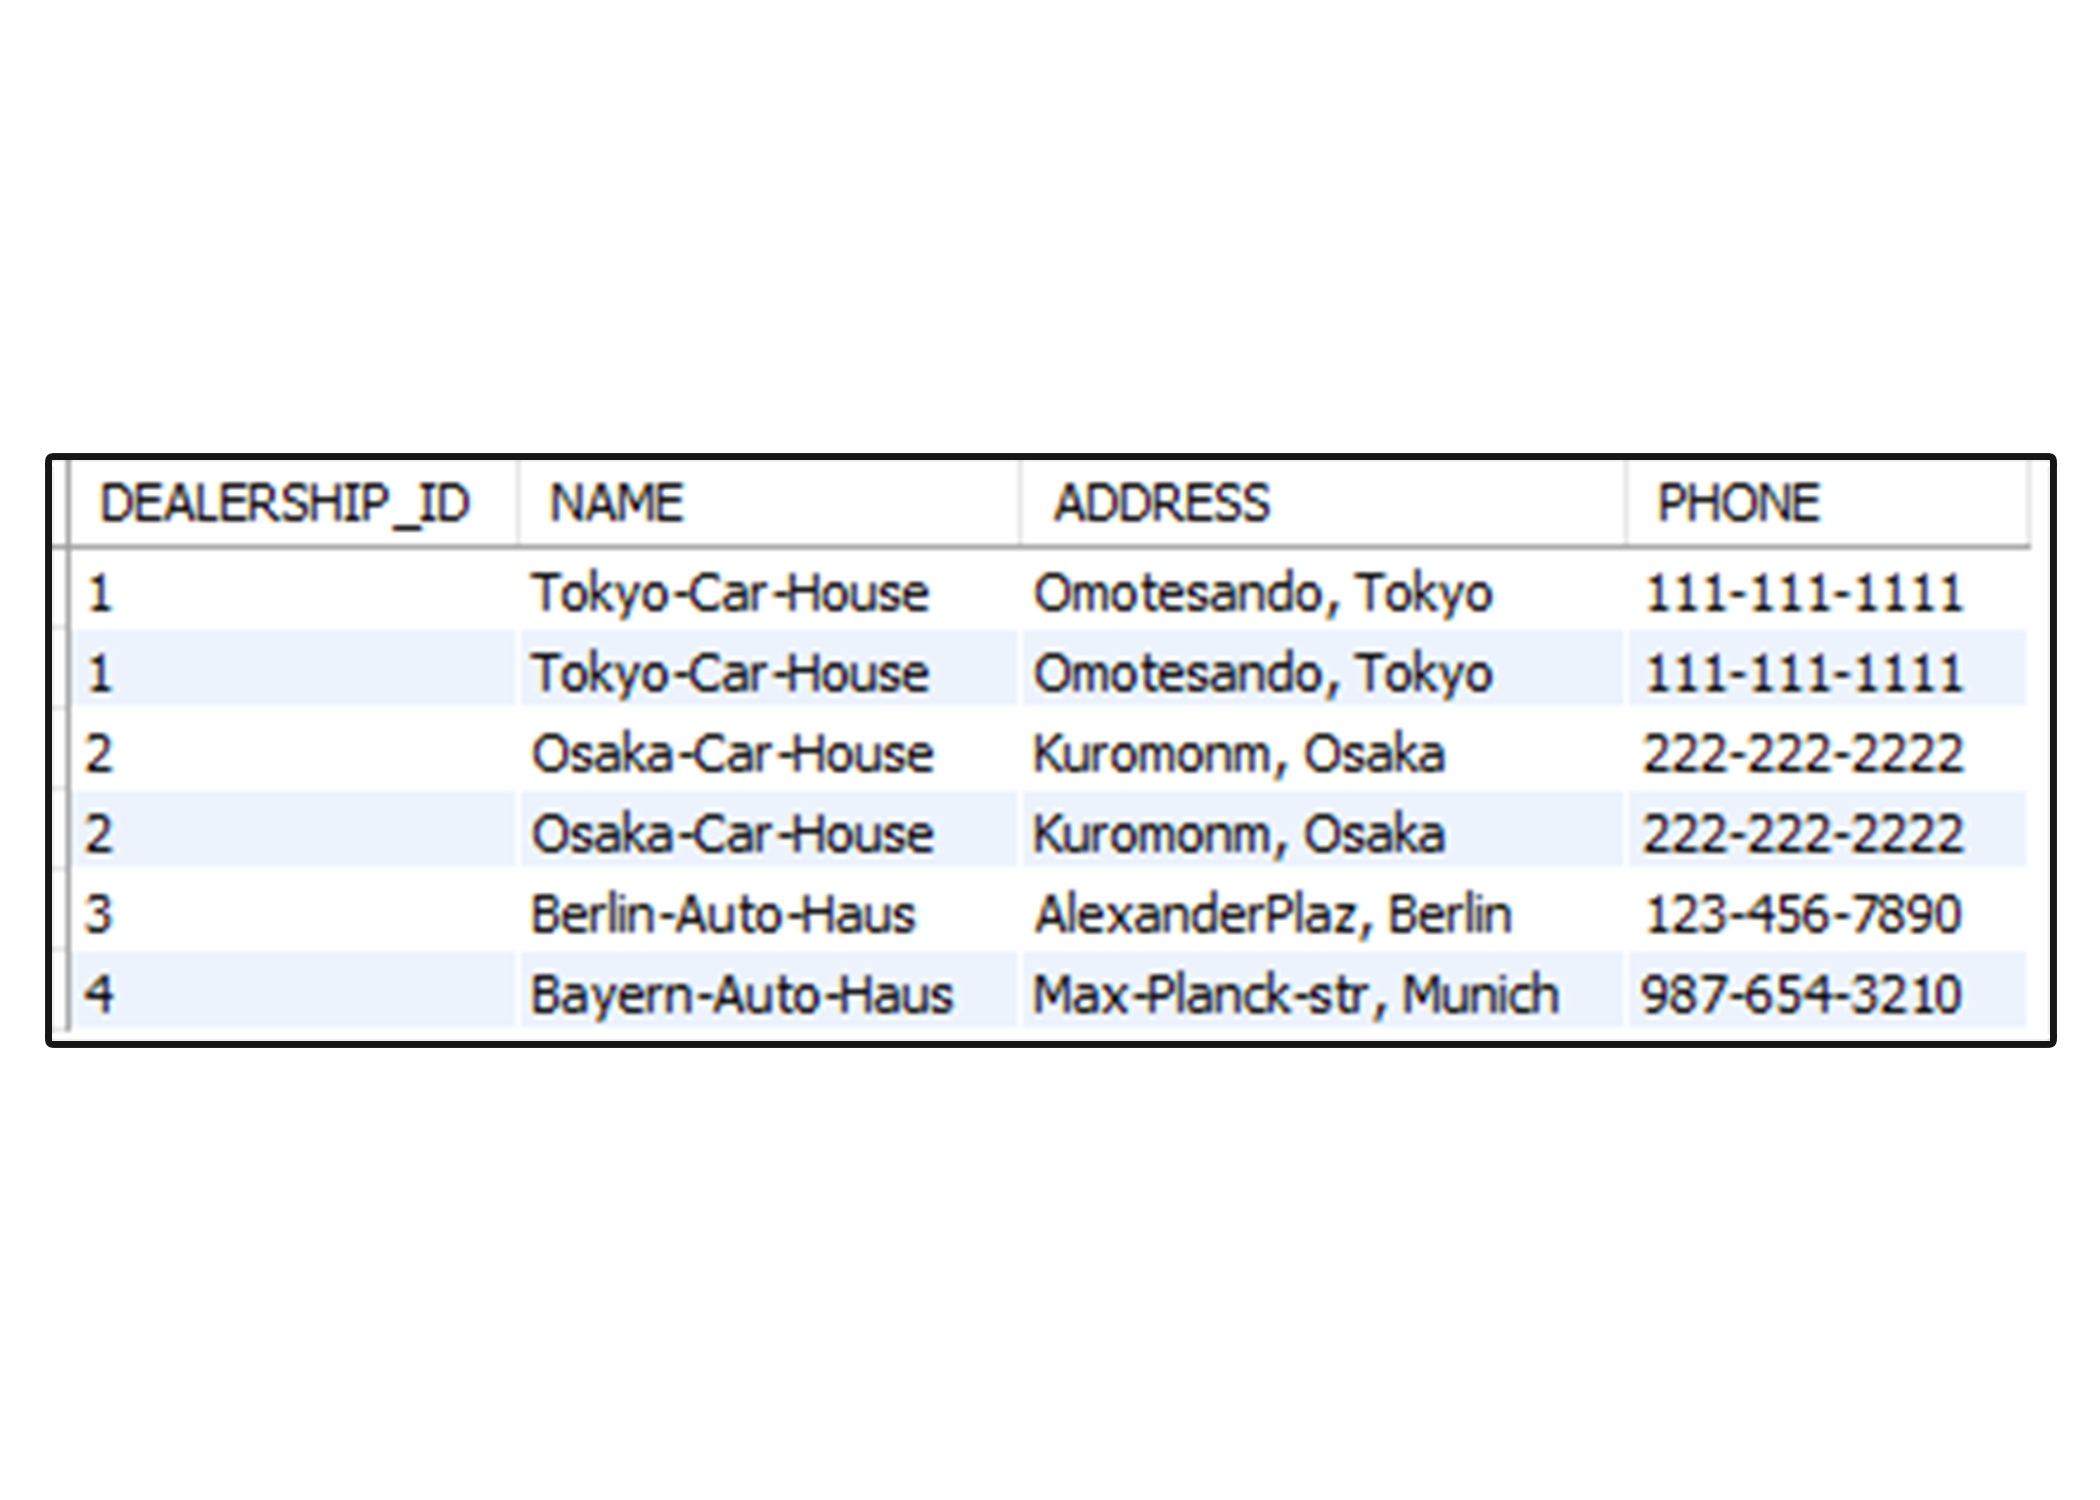 DEALERSHIP_ID NAME ADDRESS PHONE
1 Tokyo-Car-House Omotesando, Tokyo 111-111-1111
1 Tokyo-Car-House Omotesando, Tokyo 111-111-1111
2 Osaka-Car-House Kuromonm, Osaka 222-222-2222
2 Osaka-Car-House Kuromonm, Osaka 222-222-2222
3 Berlin-Auto-Haus AlexanderPlaz, Berlin 123-456-7890
4 Bayern-Auto-Haus Max-Planck-str, Munich 987-654-3210